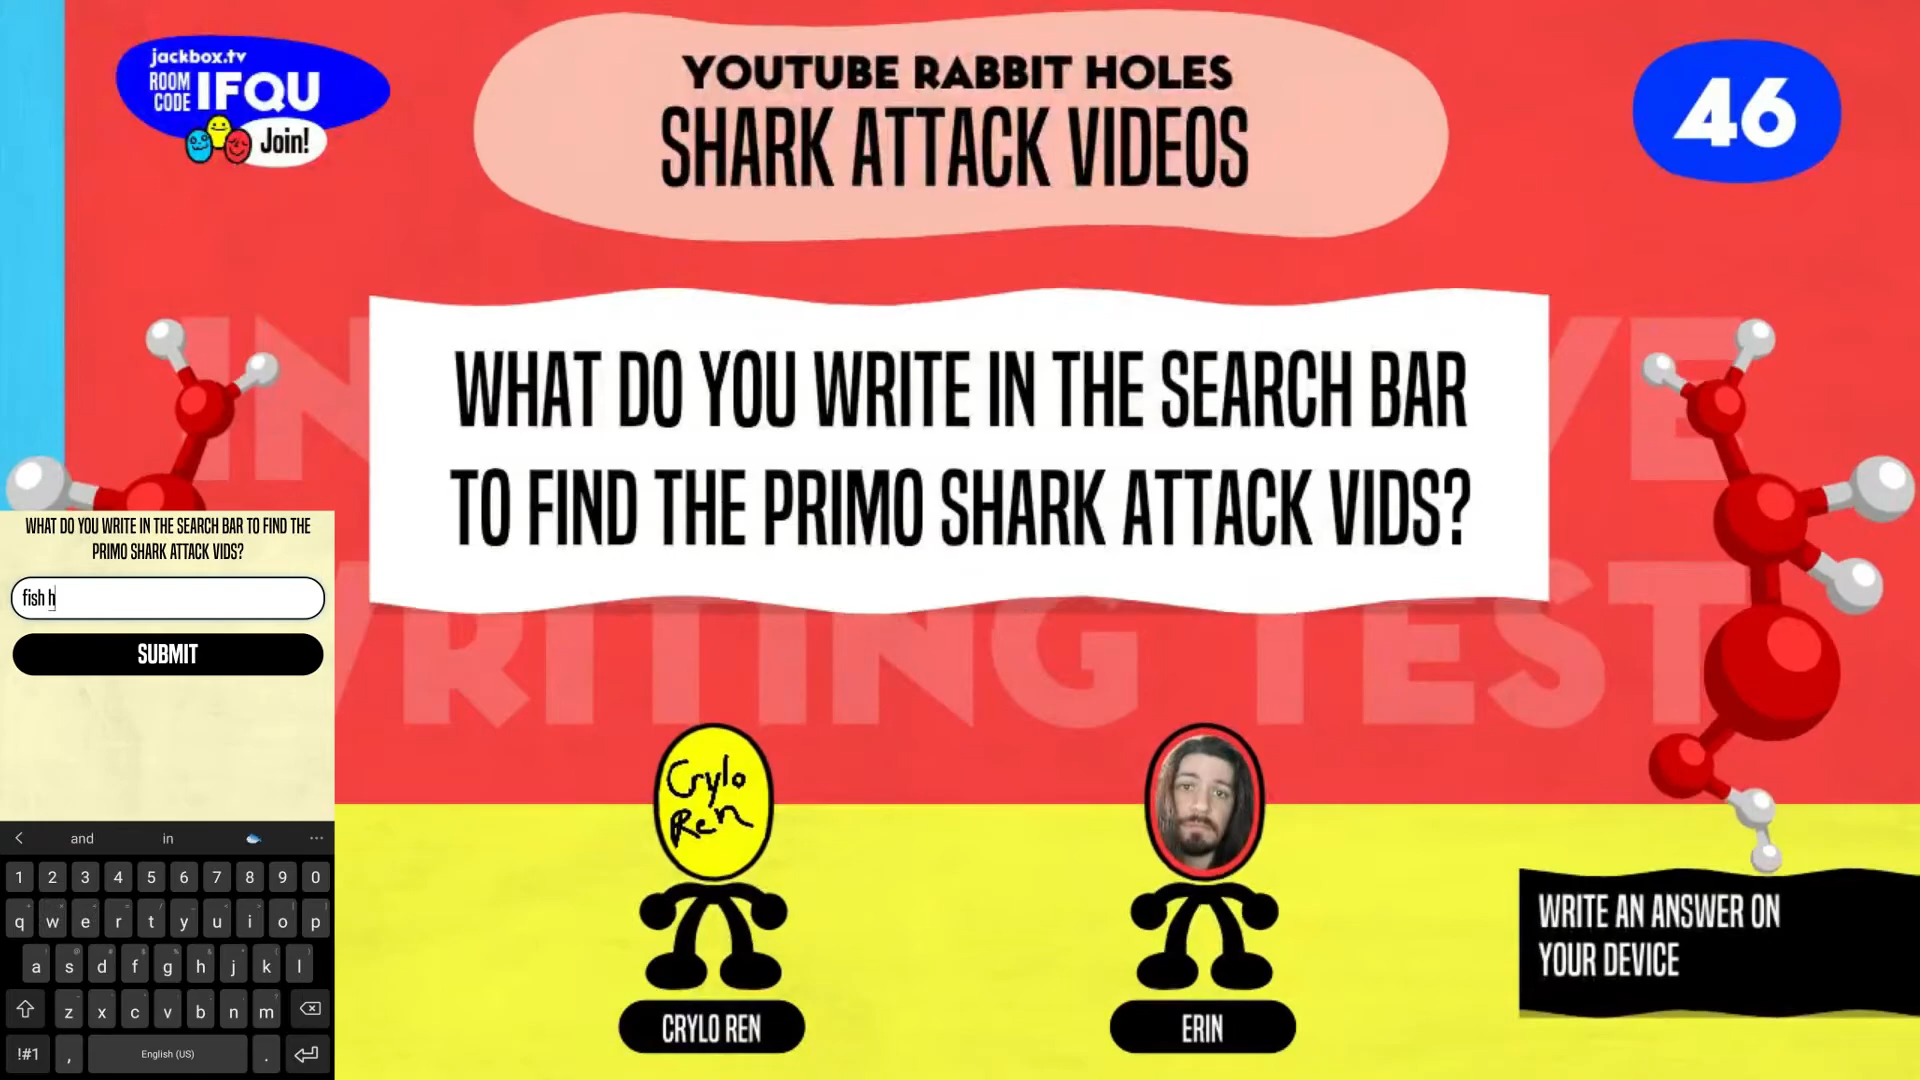 jackbox.tv
ROOM CODE IFQU
Join!
YOUTUBE RABBIT HOLES
SHARK ATTACK VIDEOS
46
WHAT DO YOU WRITE IN THE SEARCH BAR
TO FIND THE PRIMO SHARK ATTACK VIDS?
WRITING TEST
WHAT DO YOU WRITE IN THE SEARCH BAR TO FIND THE
PRIMO SHARK ATTACK VIDS?
fish h
SUBMIT
and in
1 2 3 4 5 6 7 8 9 0
q w e r t y u i o p
a s d f g h j k l
z x c v b n m
!#1 , English (US) .
Crylo
Ren
CRYLO REN
ERIN
WRITE AN ANSWER ON
YOUR DEVICE